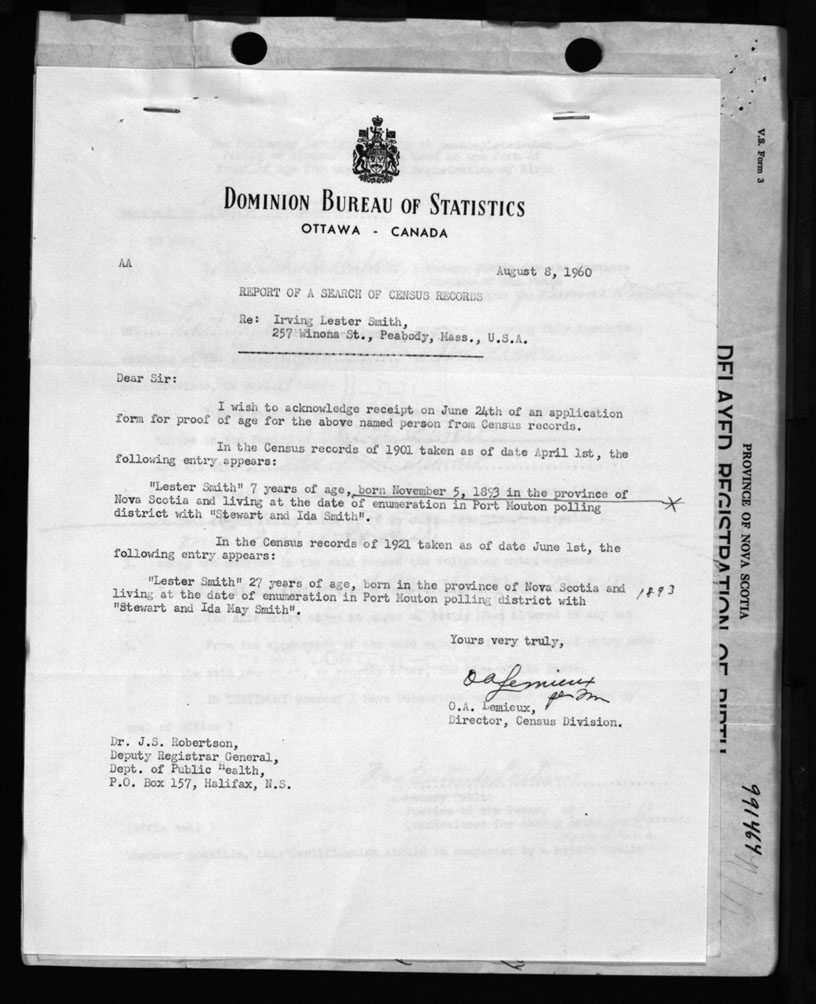 DOMINION BUREAU OF STATISTICS
OTTAWA - CANADA
AA
August 8, 1960
REPORT OF A SEARCH OF CENSUS RECORDS
Re: Irving Lester Smith,
257 Winona St., Peabody, Mass., U.S.A.
Dear Sir:
I wish to acknowledge receipt on June 24th of an application
form for proof of age for the above named person from Census records.
In the Census records of 1901 taken as of date April 1st, the
following entry appears:
"Lester Smith" 7 years of age, born November 5, 1893 in the province of
Nova Scotia and living at the date of enumeration in Port Mouton polling
district with "Stewart and Ida Smith".
In the Census records of 1921 taken as of date June 1st, the
following entry appears:
"Lester Smith" 27 years of age, born in the province of Nova Scotia and
living at the date of enumeration in Port Mouton polling district with
"Stewart and Ida May Smith".
1893
Yours very truly,
OALemieux
O.A. Lemieux,
Director, Census Division.
Dr. J.S. Robertson,
Deputy Registrar General,
Dept. of Public Health,
P.O. Box 157, Halifax, N.S.
V.S. Form 3
PROVINCE OF NOVA SCOTIA
DELAYED REGISTRATION OF BIRTH
991464